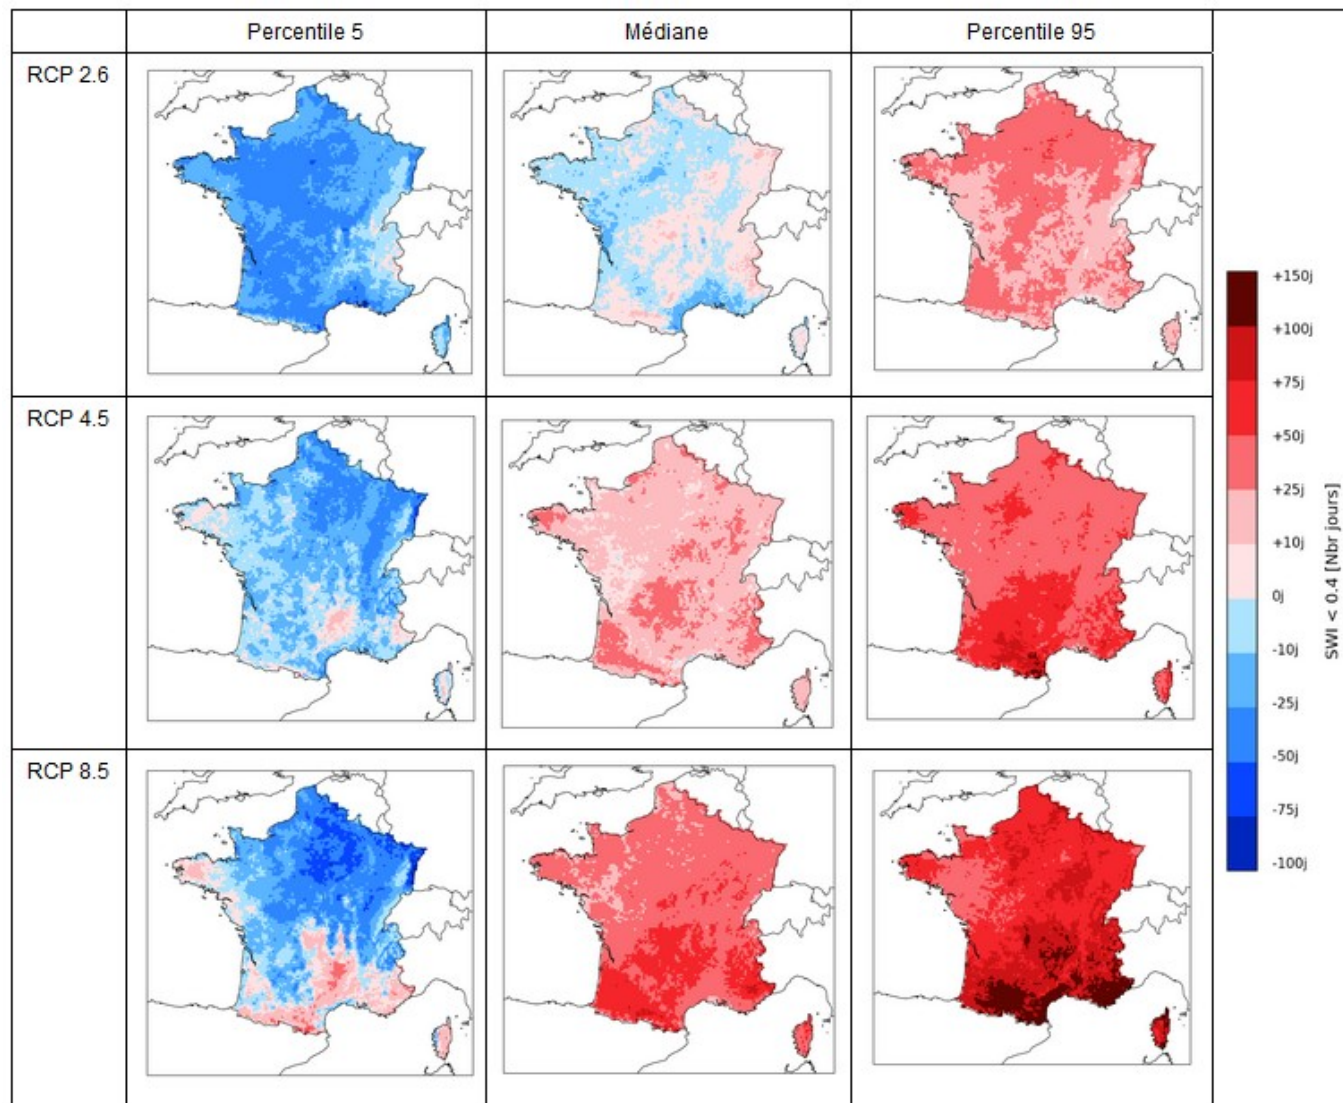 Percentile 5
Médiane
Percentile 95
RCP 2.6
RCP 4.5
RCP 8.5
+150j
+100j
+75j
+50j
+25j
+10j
0j
-10j
-25j
-50j
-75j
-100j
SWI < 0.4 [Nbr jours]